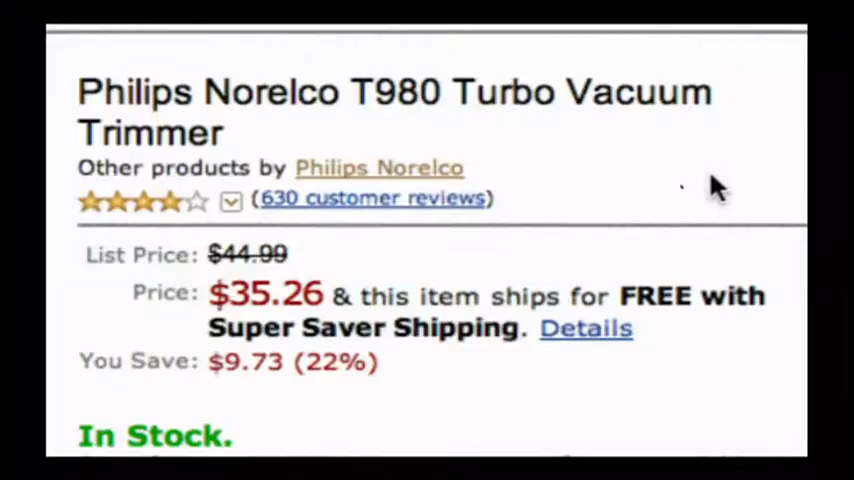 Philips Norelco T980 Turbo Vacuum
Trimmer
Other products by Philips Norelco
(630 customer reviews)
List Price: $44.99
Price: $35.26 & this item ships for FREE with
Super Saver Shipping. Details
You Save: $9.73 (22%)
In Stock.